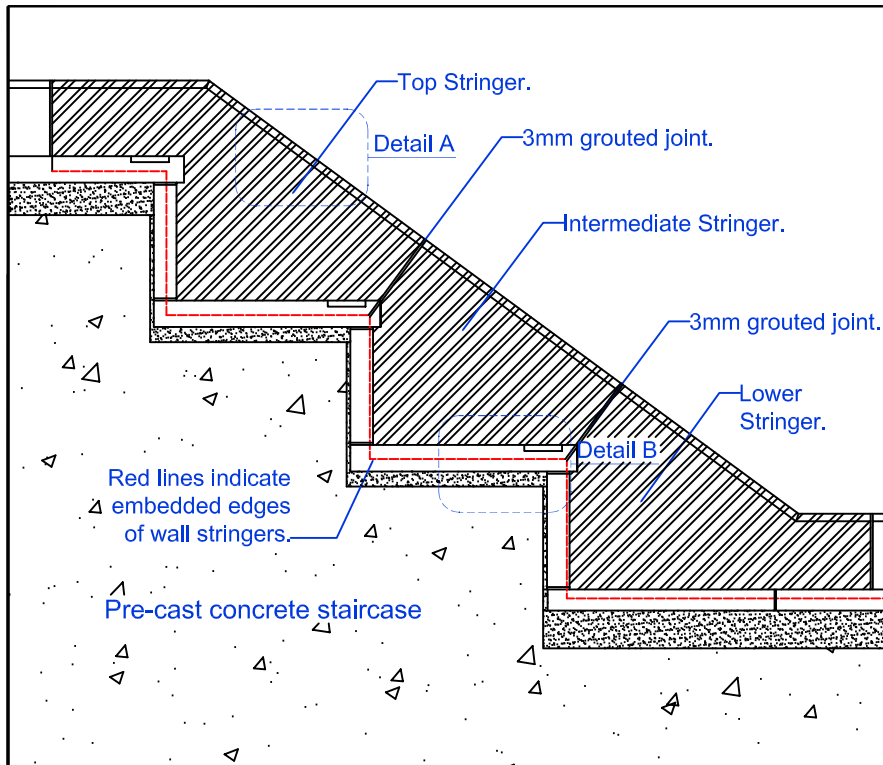 Top Stringer.
Detail A
3mm grouted joint.
Intermediate Stringer.
3mm grouted joint.
Lower
Stringer.
Detail B
Red lines indicate
embedded edges
of wall stringers.
Pre-cast concrete staircase